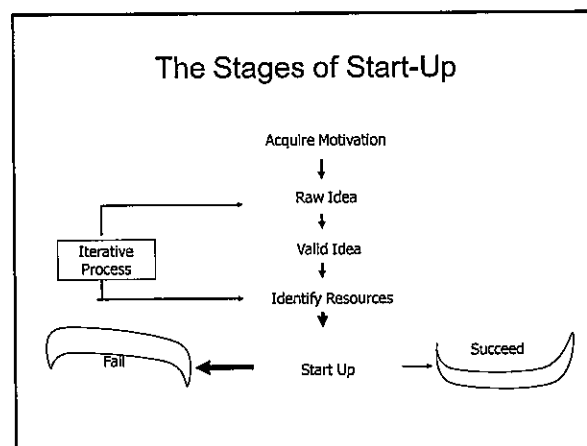 The Stages of Start-Up
Acquire Motivation
Raw Idea
Iterative
Process
Valid Idea
Identify Resources
Fail
Start Up
Succeed